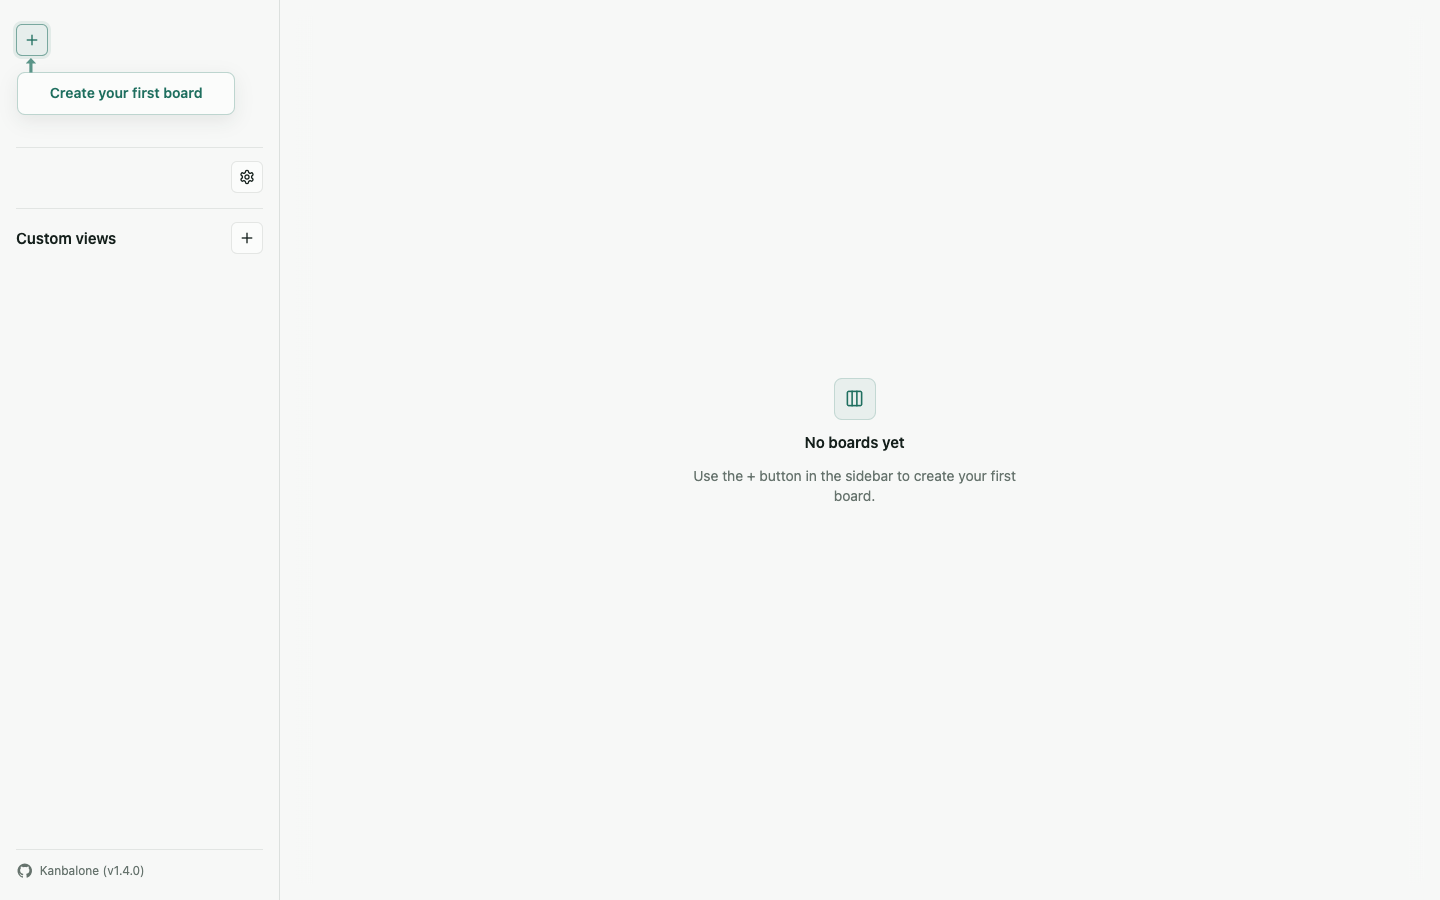 Create your first board
Custom views
No boards yet
Use the + button in the sidebar to create your first
board.
Kanbalone (v1.4.0)